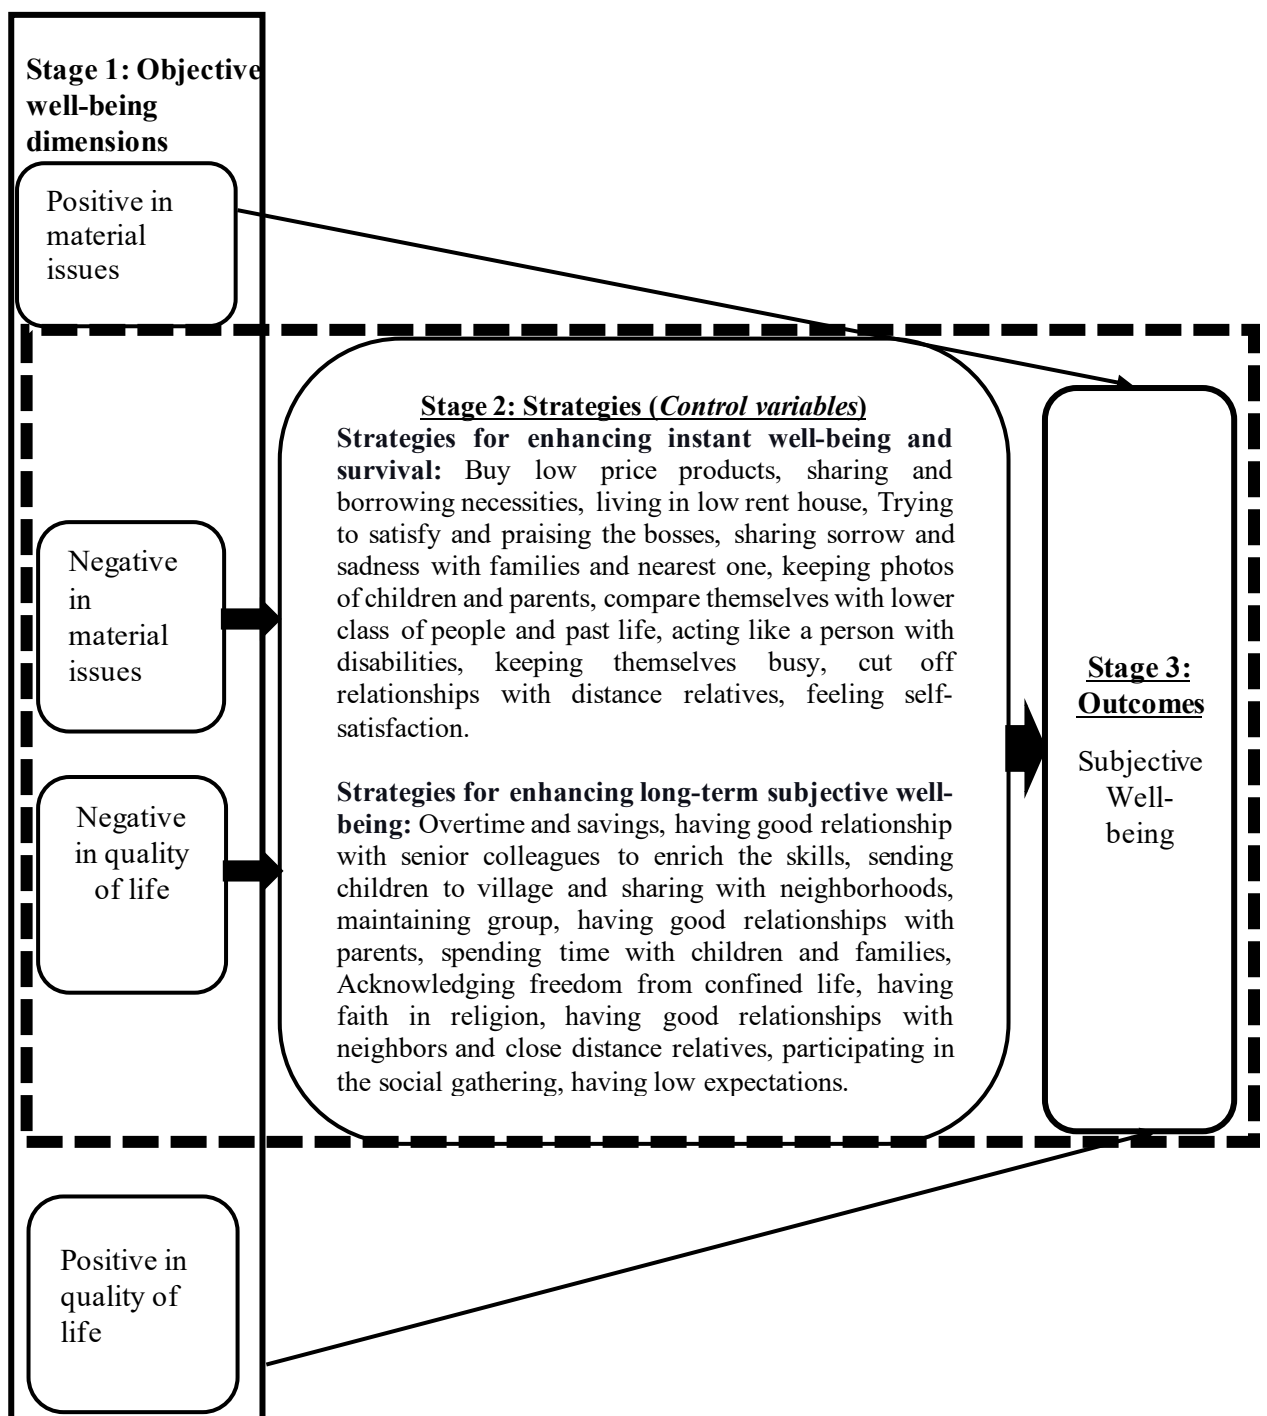 Stage 1: Objective
well-being
dimensions
Positive in
material
issues
Negative
in
material
issues
Negative
in quality
of life
Positive in
quality of
life
Stage 2: Strategies (Control variables)
Strategies for enhancing instant well-being and
survival: Buy low price products, sharing and
borrowing necessities, living in low rent house, Trying
to satisfy and praising the bosses, sharing sorrow and
sadness with families and nearest one, keeping photos
of children and parents, compare themselves with lower
class of people and past life, acting like a person with
disabilities, keeping themselves busy, cut off
relationships with distance relatives, feeling self-
satisfaction.
Strategies for enhancing long-term subjective well-
being: Overtime and savings, having good relationship
with senior colleagues to enrich the skills, sending
children to village and sharing with neighborhoods,
maintaining group, having good relationships with
parents, spending time with children and families,
Acknowledging freedom from confined life, having
faith in religion, having good relationships with
neighbors and close distance relatives, participating in
the social gathering, having low expectations.
Stage 3:
Outcomes
Subjective
Well-
being